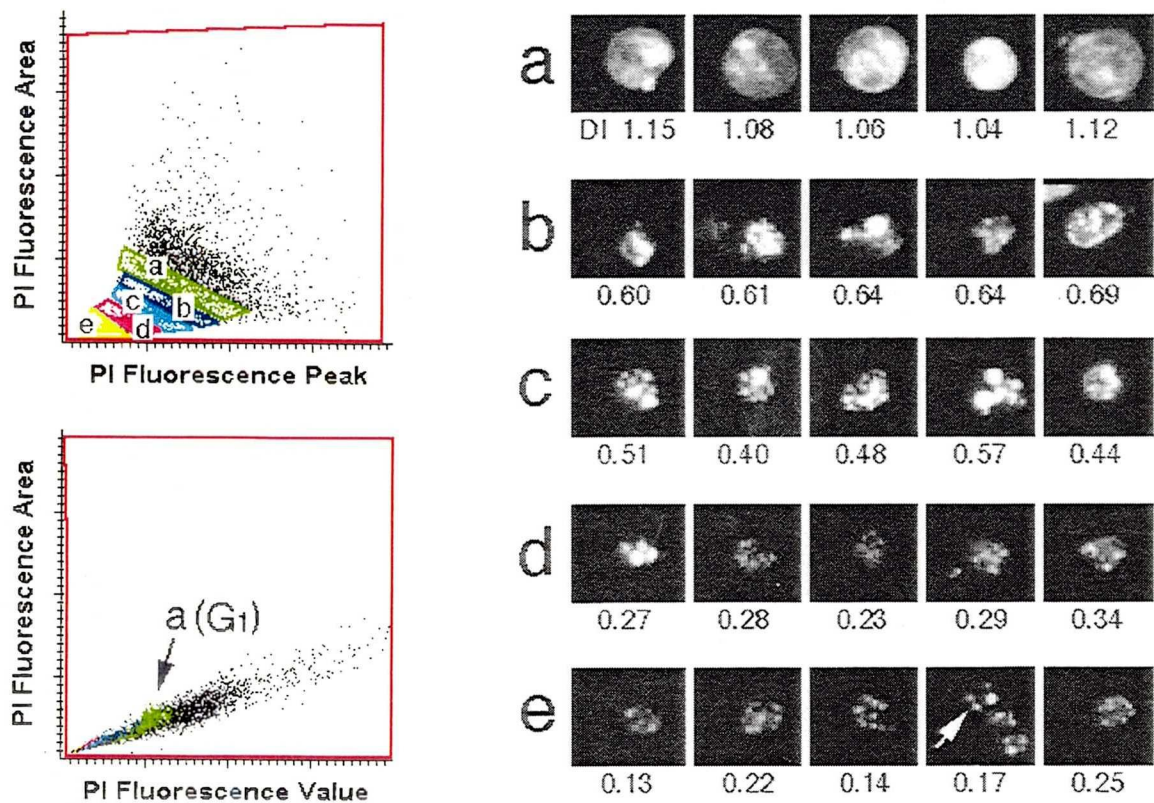 PI Fluorescence Area
a
b
c
d
e
PI Fluorescence Peak
PI Fluorescence Area
a (G1)
PI Fluorescence Value
a
DI 1.15 1.08 1.06 1.04 1.12
b
0.60 0.61 0.64 0.64 0.69
c
0.51 0.40 0.48 0.57 0.44
d
0.27 0.28 0.23 0.29 0.34
e
0.13 0.22 0.14 0.17 0.25